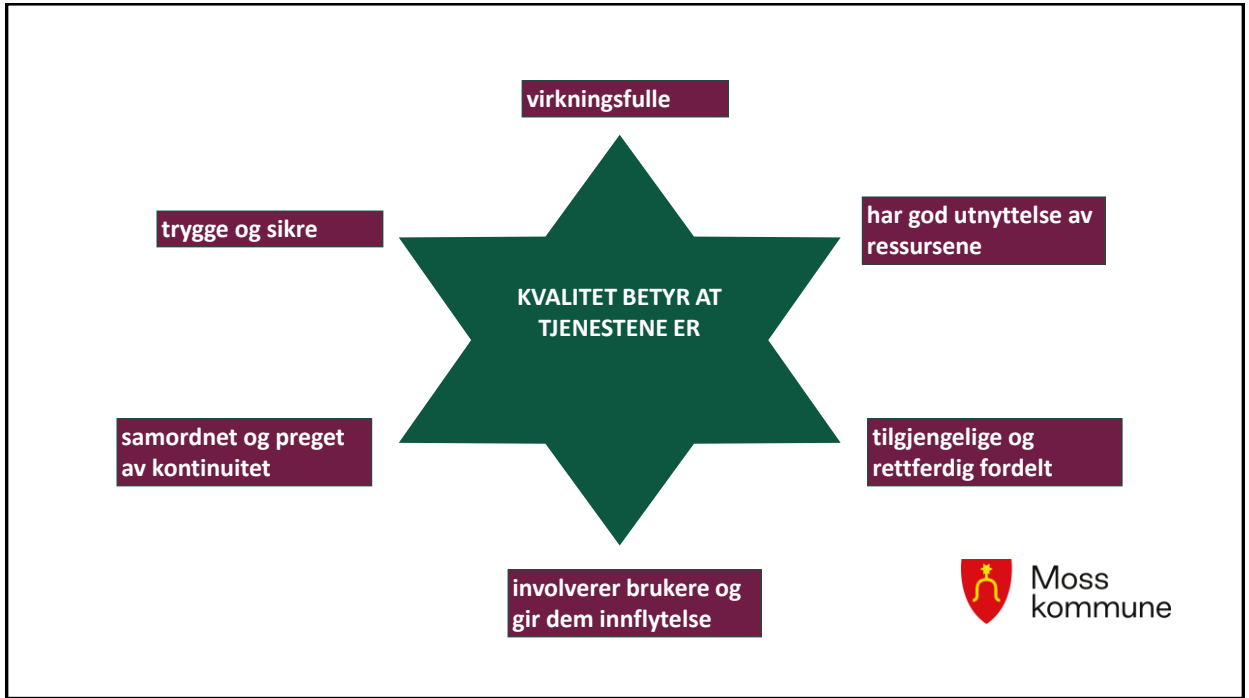 virkningsfulle
trygge og sikre
har god utnyttelse av
ressursene
KVALITET BETYR AT
TJENESTENE ER
samordnet og preget
av kontinuitet
tilgjengelige og
rettferdig fordelt
involverer brukere og
gir dem innflytelse
Moss
kommune